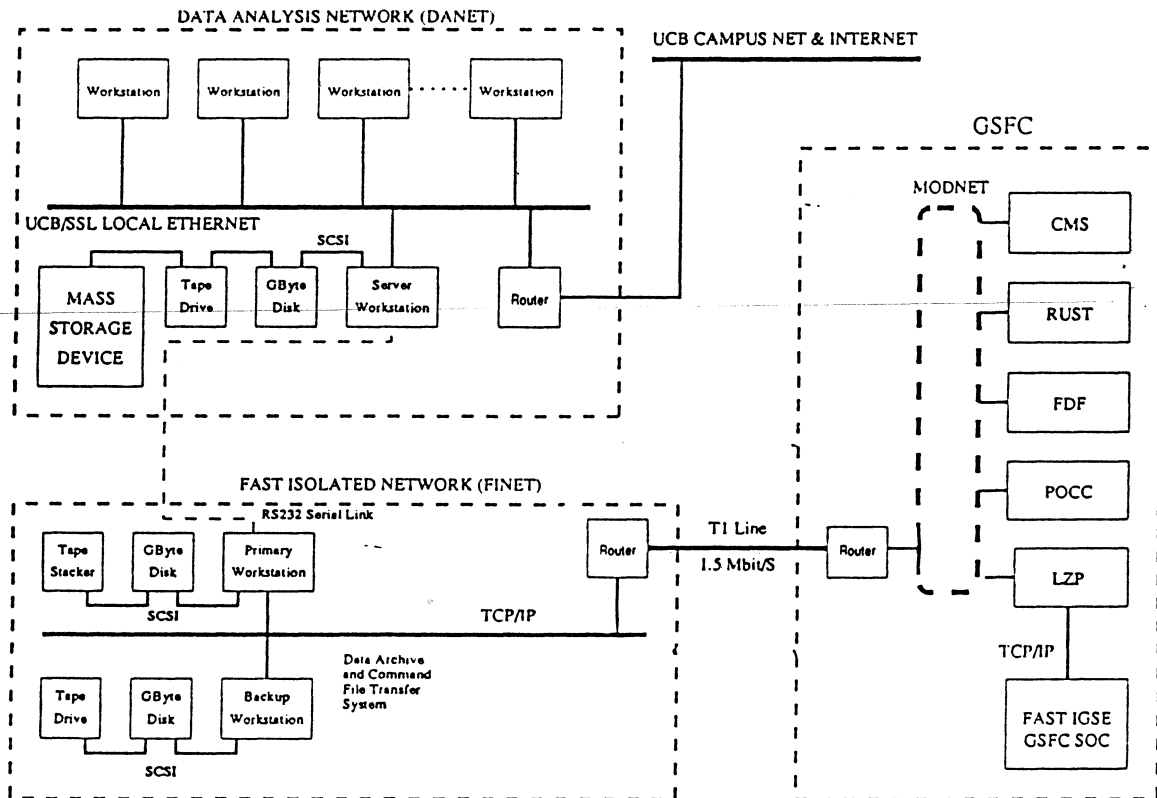 DATA ANALYSIS NETWORK (DANET)
UCB CAMPUS NET & INTERNET
Workstation
Workstation
Workstation
Workstation
GSFC
MODNET
UCB/SSL LOCAL ETHERNET
SCSI
CMS
MASS
STORAGE
DEVICE
Tape
Drive
GByte
Disk
Server
Workstation
Router
RUST
FDF
FAST ISOLATED NETWORK (FINET)
RS232 Serial Link
POCC
Tape
Stacker
GByte
Disk
Primary
Workstation
Router
T1 Line
1.5 Mbit/S
Router
LZP
SCSI
TCP/IP
TCP/IP
Data Archive
and Command
File Transfer
System
Tape
Drive
GByte
Disk
Backup
Workstation
SCSI
FAST IGSE
GSFC SOC